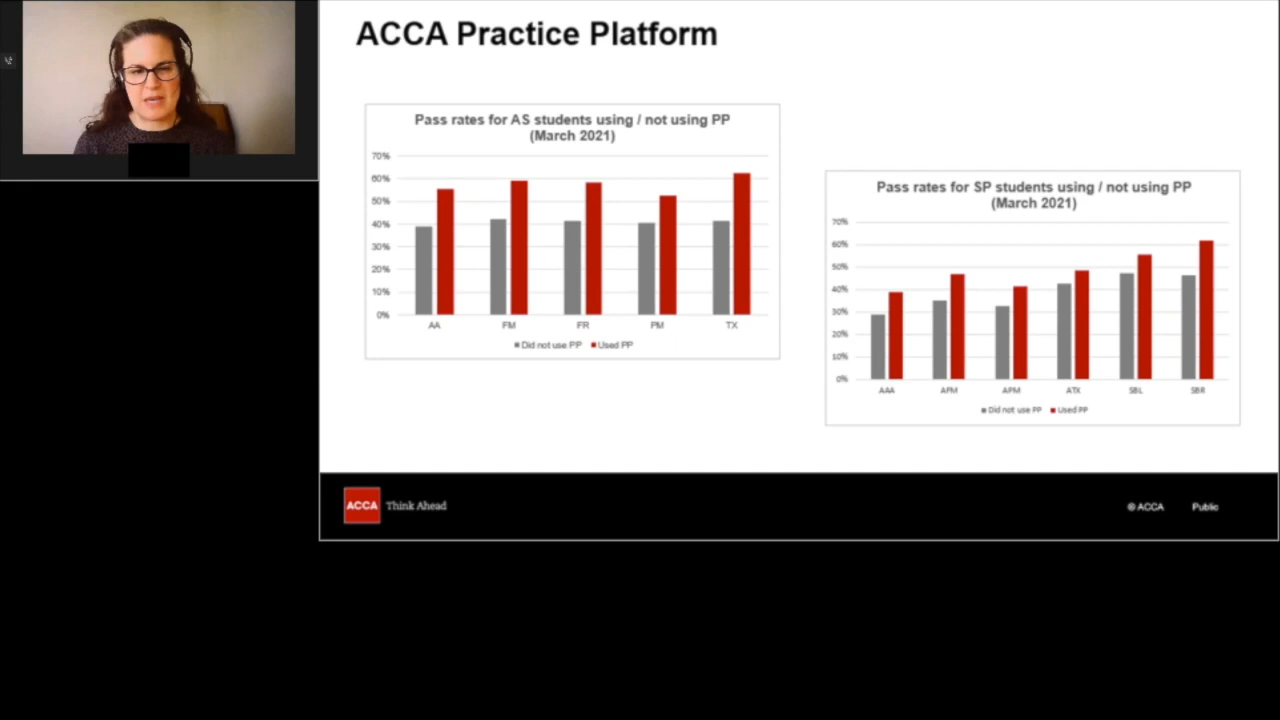 ACCA Practice Platform
Pass rates for AS students using / not using PP
(March 2021)
70%
60%
50%
40%
30%
20%
10%
0%
AA FM FR PM TX
Did not use PP Used PP
Pass rates for SP students using / not using PP
(March 2021)
70%
60%
50%
40%
30%
20%
10%
0%
AAA AFM APM ATX SBL SBR
Did not use PP Used PP
ACCA Think Ahead
© ACCA Public